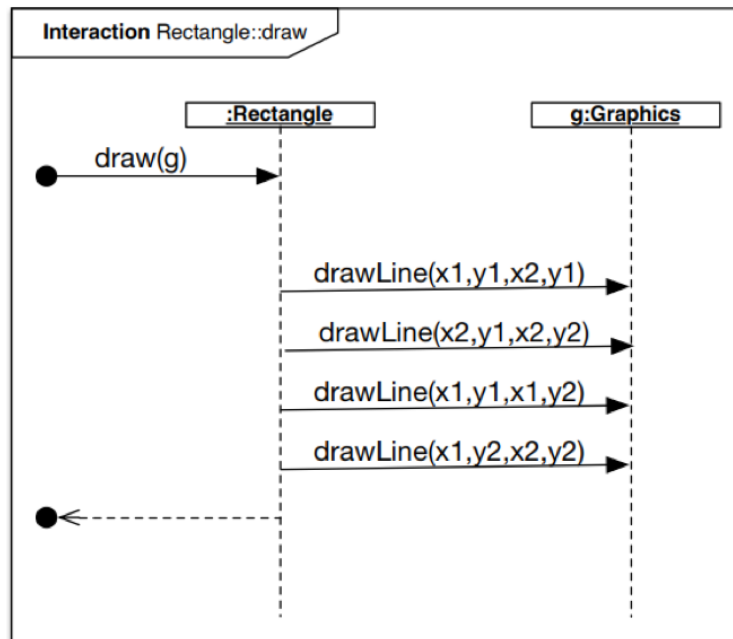 Interaction Rectangle::draw
:Rectangle
g:Graphics
draw(g)
drawLine(x1,y1,x2,y1)
drawLine(x2,y1,x2,y2)
drawLine(x1,y1,x1,y2)
drawLine(x1,y2,x2,y2)